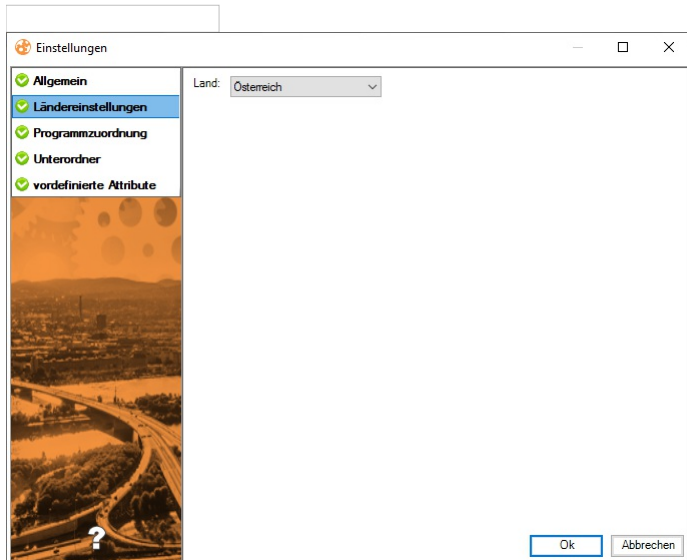 Einstellungen
Allgemein
Ländereinstellungen
Programmzuordnung
Unterordner
vordefinierte Attribute
Land: Österreich
?
Ok Abbrechen